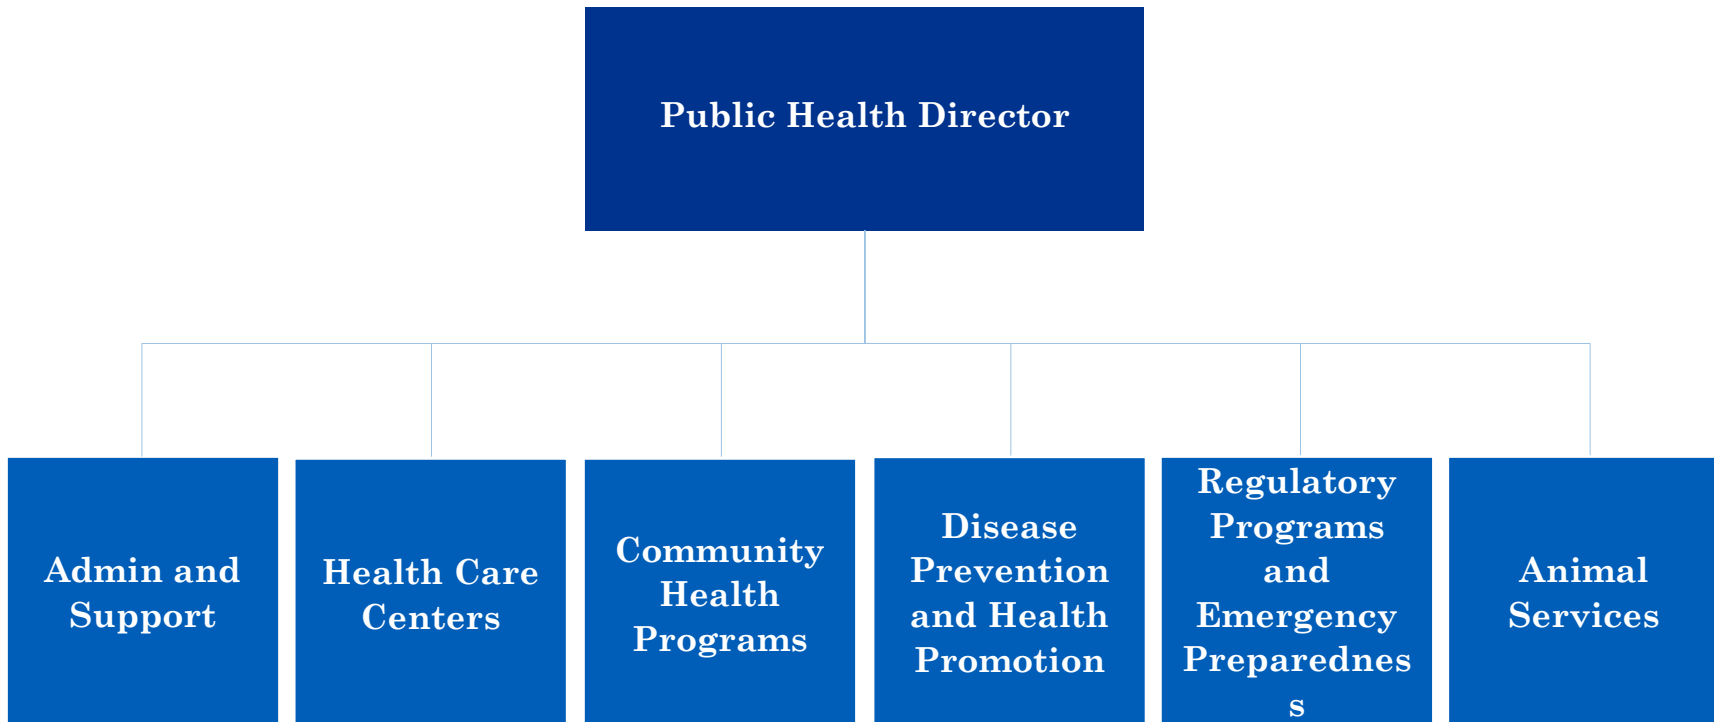 Public Health Director
Admin and
Support
Health Care
Centers
Community
Health
Programs
Disease
Prevention
and Health
Promotion
Regulatory
Programs
and
Emergency
Preparednes
s
Animal
Services